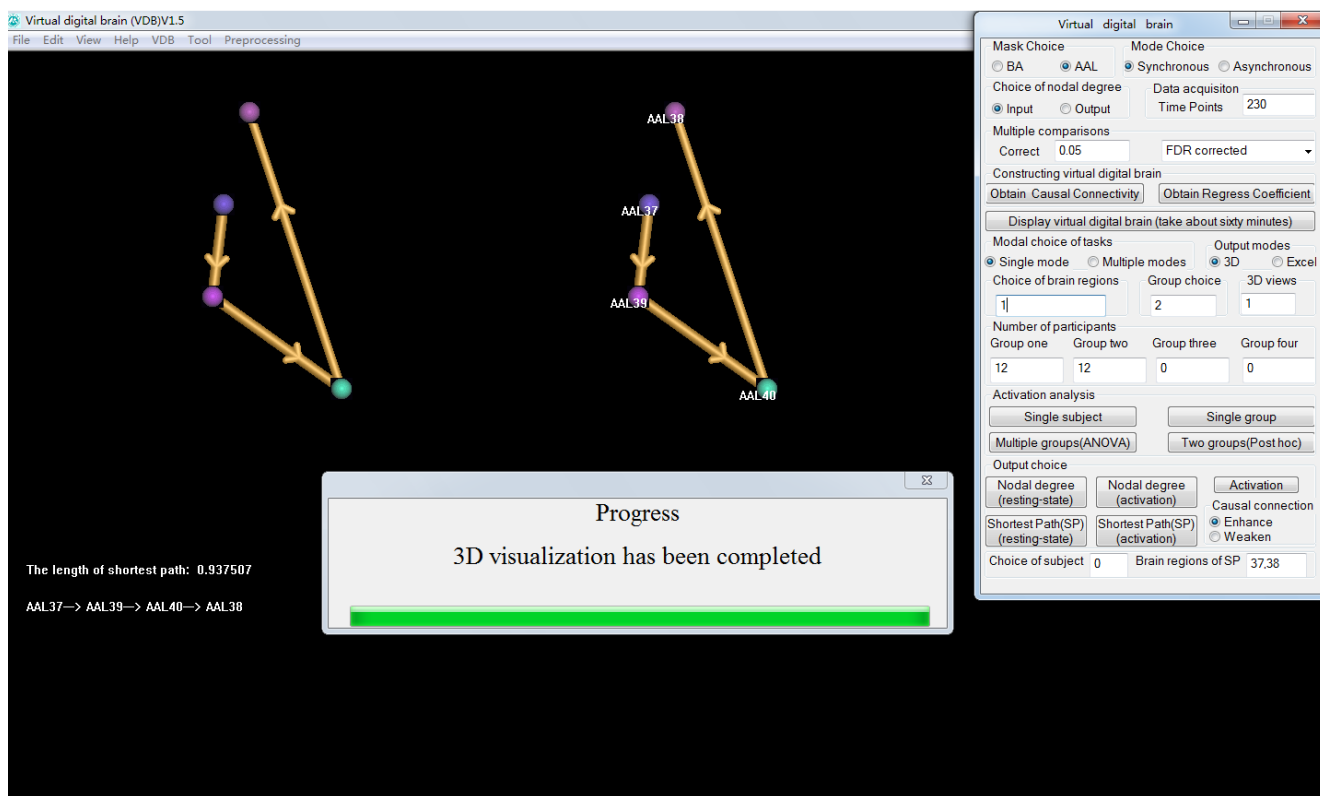 Virtual digital brain (VDB)V1.5
File Edit View Help VDB Tool Preprocessing
AAL38
AAL37
AAL39
AAL40
The length of shortest path: 0.937507
AAL37—> AAL39—> AAL40—> AAL38
Progress
3D visualization has been completed
Virtual digital brain
Mask Choice Mode Choice
BA AAL Synchronous Asynchronous
Choice of nodal degree Data acquisiton
Input Output Time Points 230
Multiple comparisons
Correct 0.05 FDR corrected
Constructing virtual digital brain
Obtain Causal Connectivity Obtain Regress Coefficient
Display virtual digital brain (take about sixty minutes)
Modal choice of tasks Output modes
Single mode Multiple modes 3D Excel
Choice of brain regions Group choice 3D views
1 2 1
Number of participants
Group one Group two Group three Group four
12 12 0 0
Activation analysis
Single subject Single group
Multiple groups(ANOVA) Two groups(Post hoc)
Output choice
Nodal degree Nodal degree Activation
(resting-state) (activation)
Causal connection
Shortest Path(SP) Shortest Path(SP) Enhance
(resting-state) (activation) Weaken
Choice of subject 0 Brain regions of SP 37,38